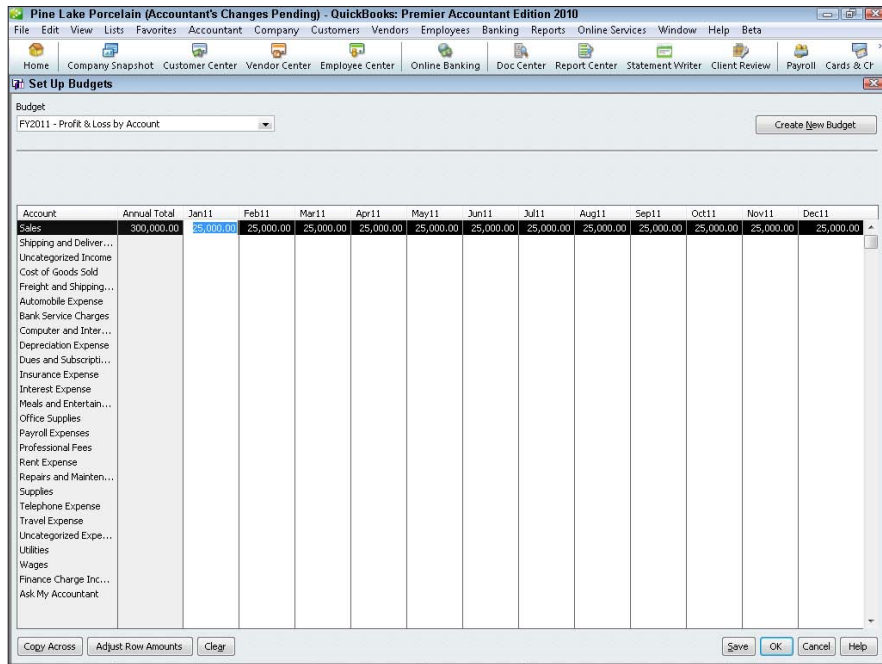 Pine Lake Porcelain (Accountant's Changes Pending) - QuickBooks: Premier Accountant Edition 2010
File Edit View Lists Favorites Accountant Company Customers Vendors Employees Banking Reports Online Services Window Help Beta
Home Company Snapshot Customer Center Vendor Center Employee Center Online Banking Doc Center Report Center Statement Writer Client Review Payroll Cards & Ch
Set Up Budgets
Budget
FY2011 - Profit & Loss by Account
Create New Budget
Account Annual Total Jan11 Feb11 Mar11 Apr11 May11 Jun11 Jul11 Aug11 Sep11 Oct11 Nov11 Dec11
Sales 300,000.00 25,000.00 25,000.00 25,000.00 25,000.00 25,000.00 25,000.00 25,000.00 25,000.00 25,000.00 25,000.00 25,000.00 25,000.00
Shipping and Deliver...
Uncategorized Income
Cost of Goods Sold
Freight and Shipping...
Automobile Expense
Bank Service Charges
Computer and Inter...
Depreciation Expense
Dues and Subscripti...
Insurance Expense
Interest Expense
Meals and Entertain...
Office Supplies
Payroll Expenses
Professional Fees
Rent Expense
Repairs and Mainten...
Supplies
Telephone Expense
Travel Expense
Uncategorized Expe...
Utilities
Wages
Finance Charge Inc...
Ask My Accountant
Copy Across Adjust Row Amounts Clear Save OK Cancel Help